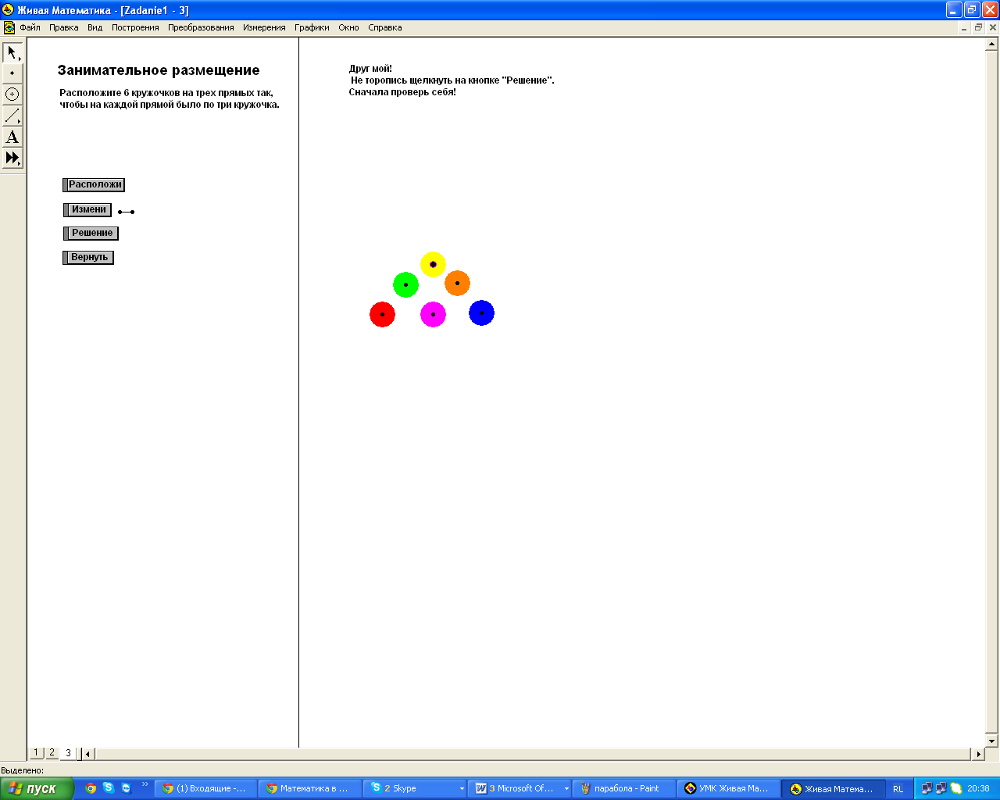 Живая Математика - [Zadanie1 - 3]
Файл Правка Вид Построения Преобразования Измерения Графики Окно Справка
A
Занимательное размещение
Расположите 6 кружочков на трех прямых так,
чтобы на каждой прямой было по три кружочка.
Расположи
Измени
Решение
Вернуть
Друг мой!
Не торопись щелкнуть на кнопке "Решение".
Сначала проверь себя!
1 2 3
Выделено:
пуск
(1) Входящие -...
Математика в ...
2 Skype
3 Microsoft Of...
парабола - Paint
УМК Живая Ма...
Живая Матема...
RL
20:38